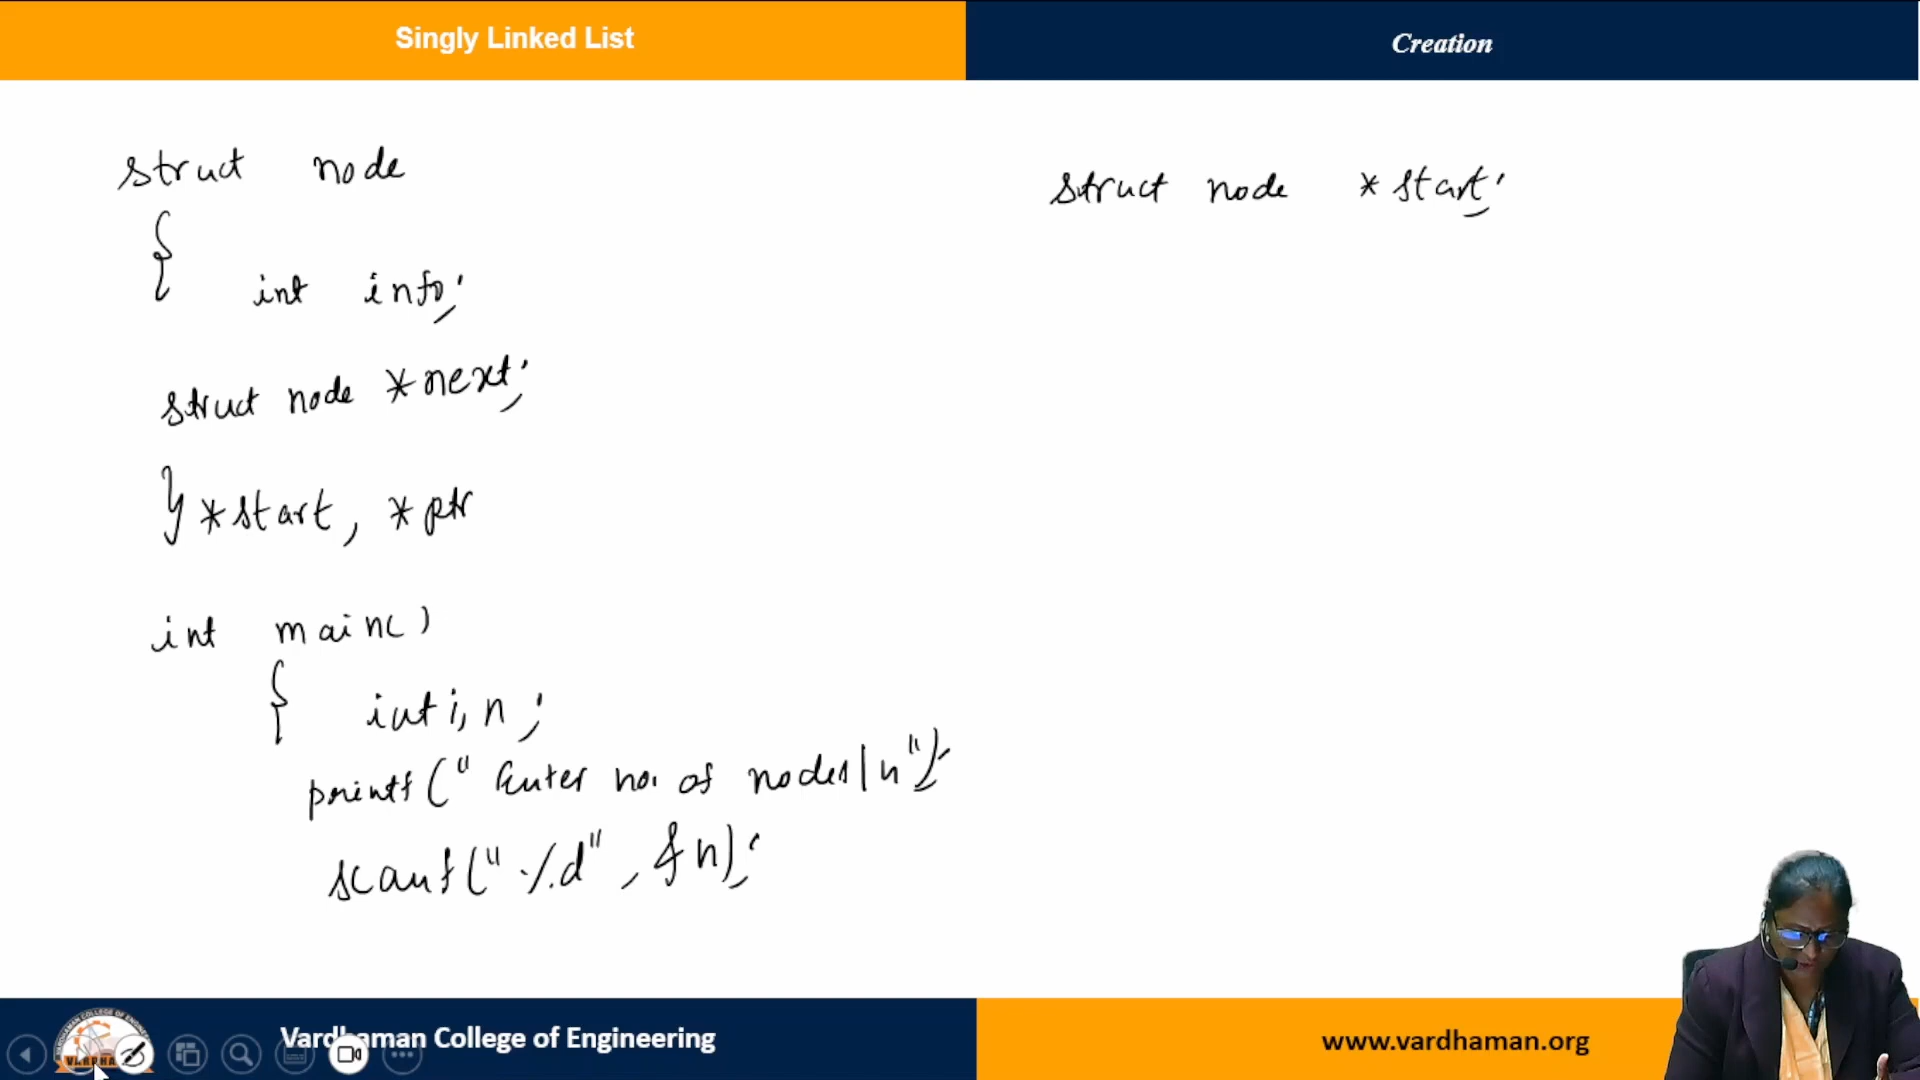 Singly Linked List
Creation
struct node
{
int info;
struct node *next;
} *start, *ptr
int main()
{ int i, n;
printf(" Enter no. of nodes|n");
scanf("%d", &n);
struct node *start;
Vardhaman College of Engineering
www.vardhaman.org